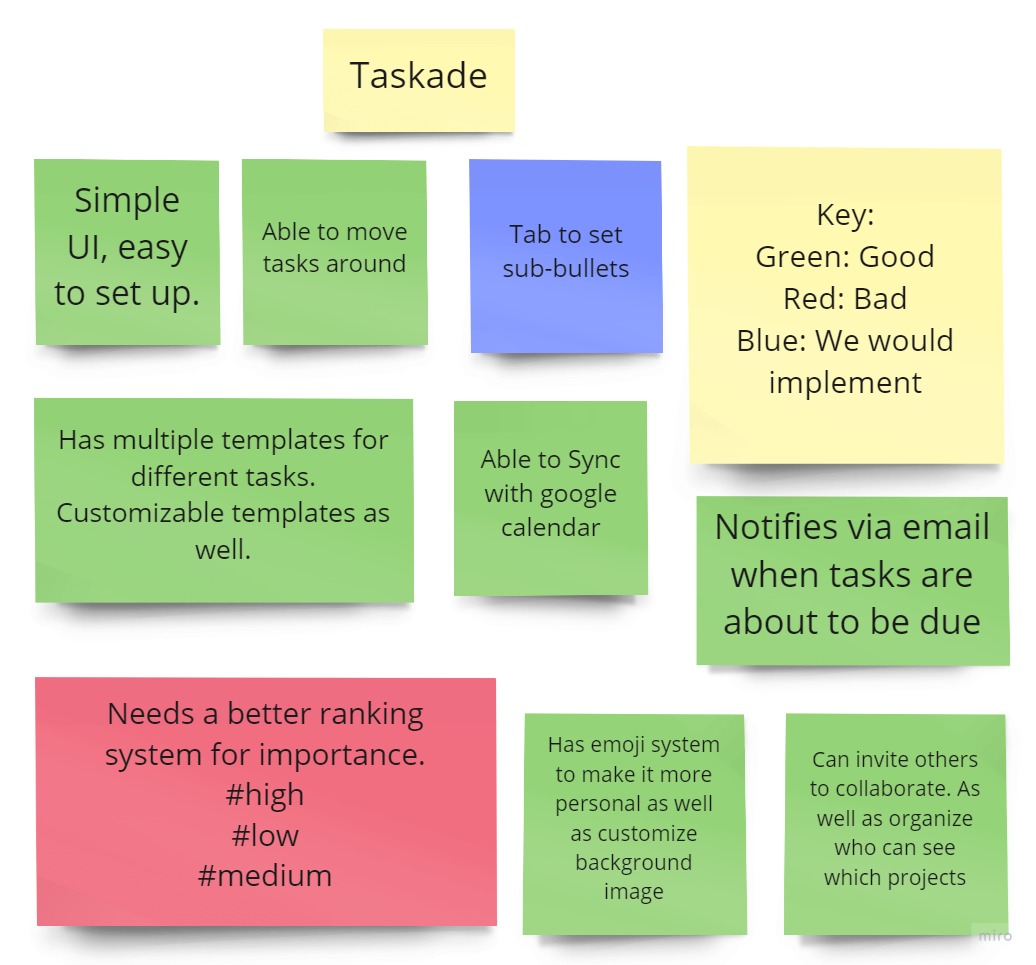 Taskade
Simple
UI, easy
to set up.
Able to move
tasks around
Tab to set
sub-bullets
Key:
Green: Good
Red: Bad
Blue: We would
implement
Has multiple templates for
different tasks.
Customizable templates as
well.
Able to Sync
with google
calendar
Notifies via email
when tasks are
about to be due
Needs a better ranking
system for importance.
#high
#low
#medium
Has emoji system
to make it more
personal as well
as customize
background
image
Can invite others
to collaborate. As
well as organize
who can see
which projects
miro